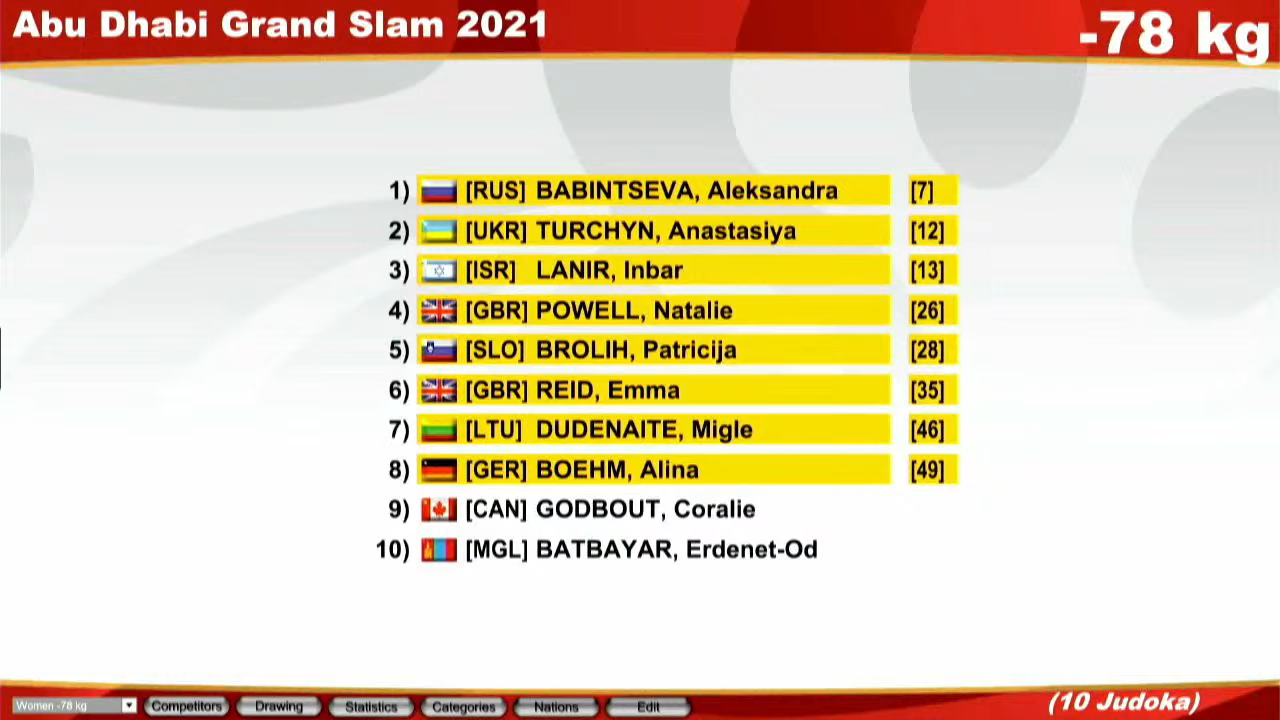 Abu Dhabi Grand Slam 2021
-78 kg
1) [RUS] BABINTSEVA, Aleksandra [7]
2) [UKR] TURCHYN, Anastasiya [12]
3) [ISR] LANIR, Inbar [13]
4) [GBR] POWELL, Natalie [26]
5) [SLO] BROLIH, Patricija [28]
6) [GBR] REID, Emma [35]
7) [LTU] DUDENAITE, Migle [46]
8) [GER] BOEHM, Alina [49]
9) [CAN] GODBOUT, Coralie
10) [MGL] BATBAYAR, Erdenet-Od
Women -78 kg Competitors Drawing Statistics Categories Nations Edit (10 Judoka)